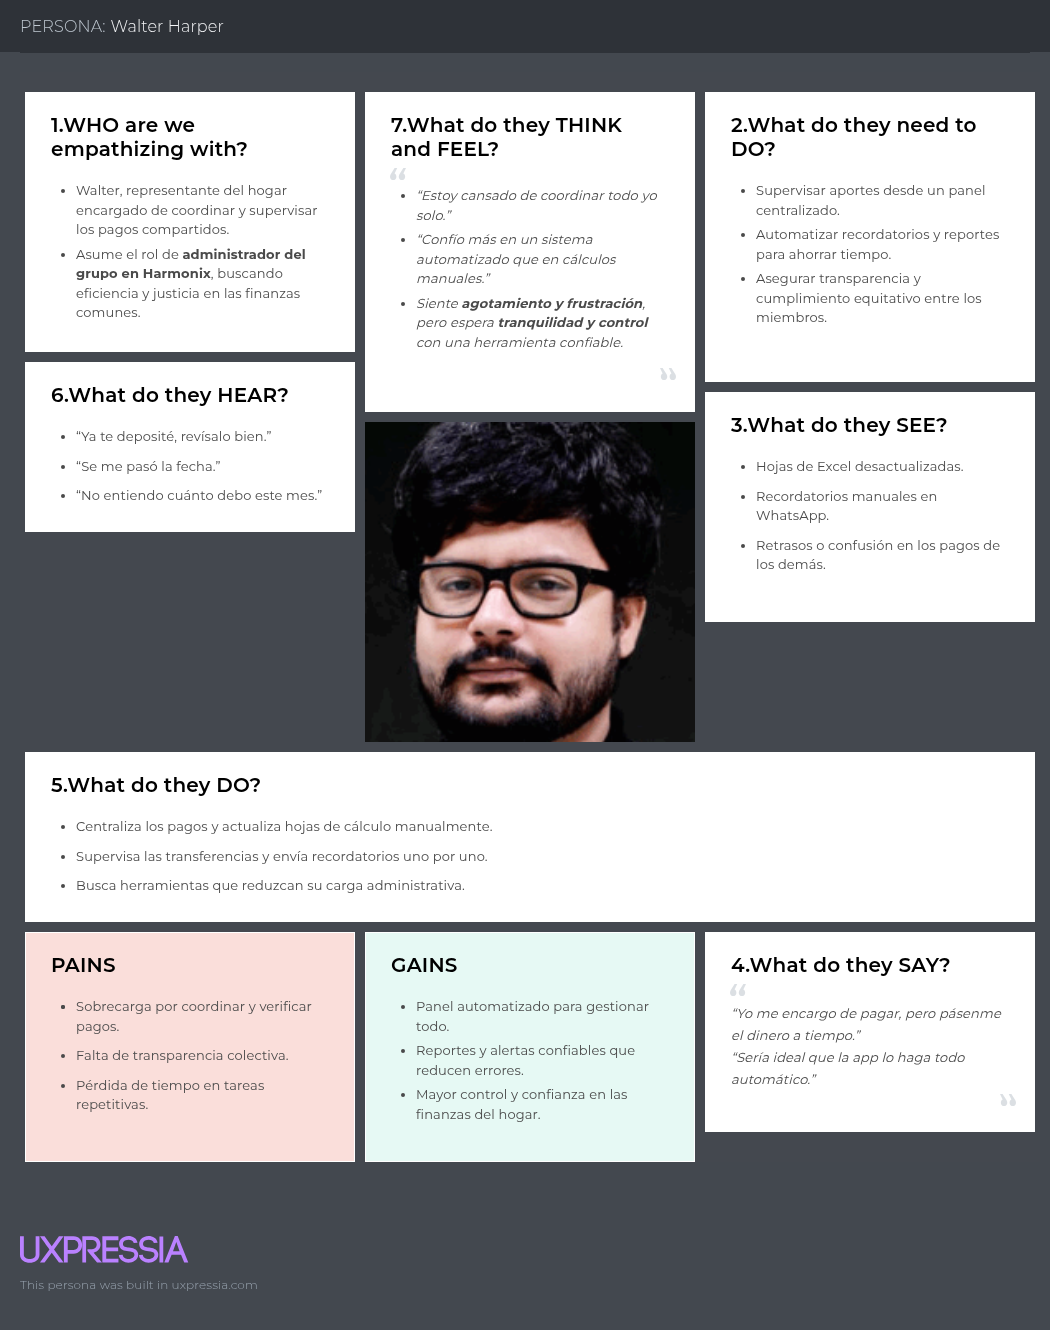 PERSONA: Walter Harper
1.WHO are we
empathizing with?
• Walter, representante del hogar
encargado de coordinar y supervisar
los pagos compartidos.
• Asume el rol de administrador del
grupo en Harmonix, buscando
eficiencia y justicia en las finanzas
comunes.
7.What do they THINK
and FEEL?
“
• “Estoy cansado de coordinar todo yo
solo.”
• “Confío más en un sistema
automatizado que en cálculos
manuales.”
• Siente agotamiento y frustración,
pero espera tranquilidad y control
con una herramienta confiable.
”
2.What do they need to
DO?
• Supervisar aportes desde un panel
centralizado.
• Automatizar recordatorios y reportes
para ahorrar tiempo.
• Asegurar transparencia y
cumplimiento equitativo entre los
miembros.
6.What do they HEAR?
• “Ya te deposité, revísalo bien.”
• “Se me pasó la fecha.”
• “No entiendo cuánto debo este mes.”
3.What do they SEE?
• Hojas de Excel desactualizadas.
• Recordatorios manuales en
WhatsApp.
• Retrasos o confusión en los pagos de
los demás.
5.What do they DO?
• Centraliza los pagos y actualiza hojas de cálculo manualmente.
• Supervisa las transferencias y envía recordatorios uno por uno.
• Busca herramientas que reduzcan su carga administrativa.
PAINS
• Sobrecarga por coordinar y verificar
pagos.
• Falta de transparencia colectiva.
• Pérdida de tiempo en tareas
repetitivas.
GAINS
• Panel automatizado para gestionar
todo.
• Reportes y alertas confiables que
reducen errores.
• Mayor control y confianza en las
finanzas del hogar.
4.What do they SAY?
“
“Yo me encargo de pagar, pero pásenme
el dinero a tiempo.”
“Sería ideal que la app lo haga todo
automático.”
”
UXPRESSIA
This persona was built in uxpressia.com